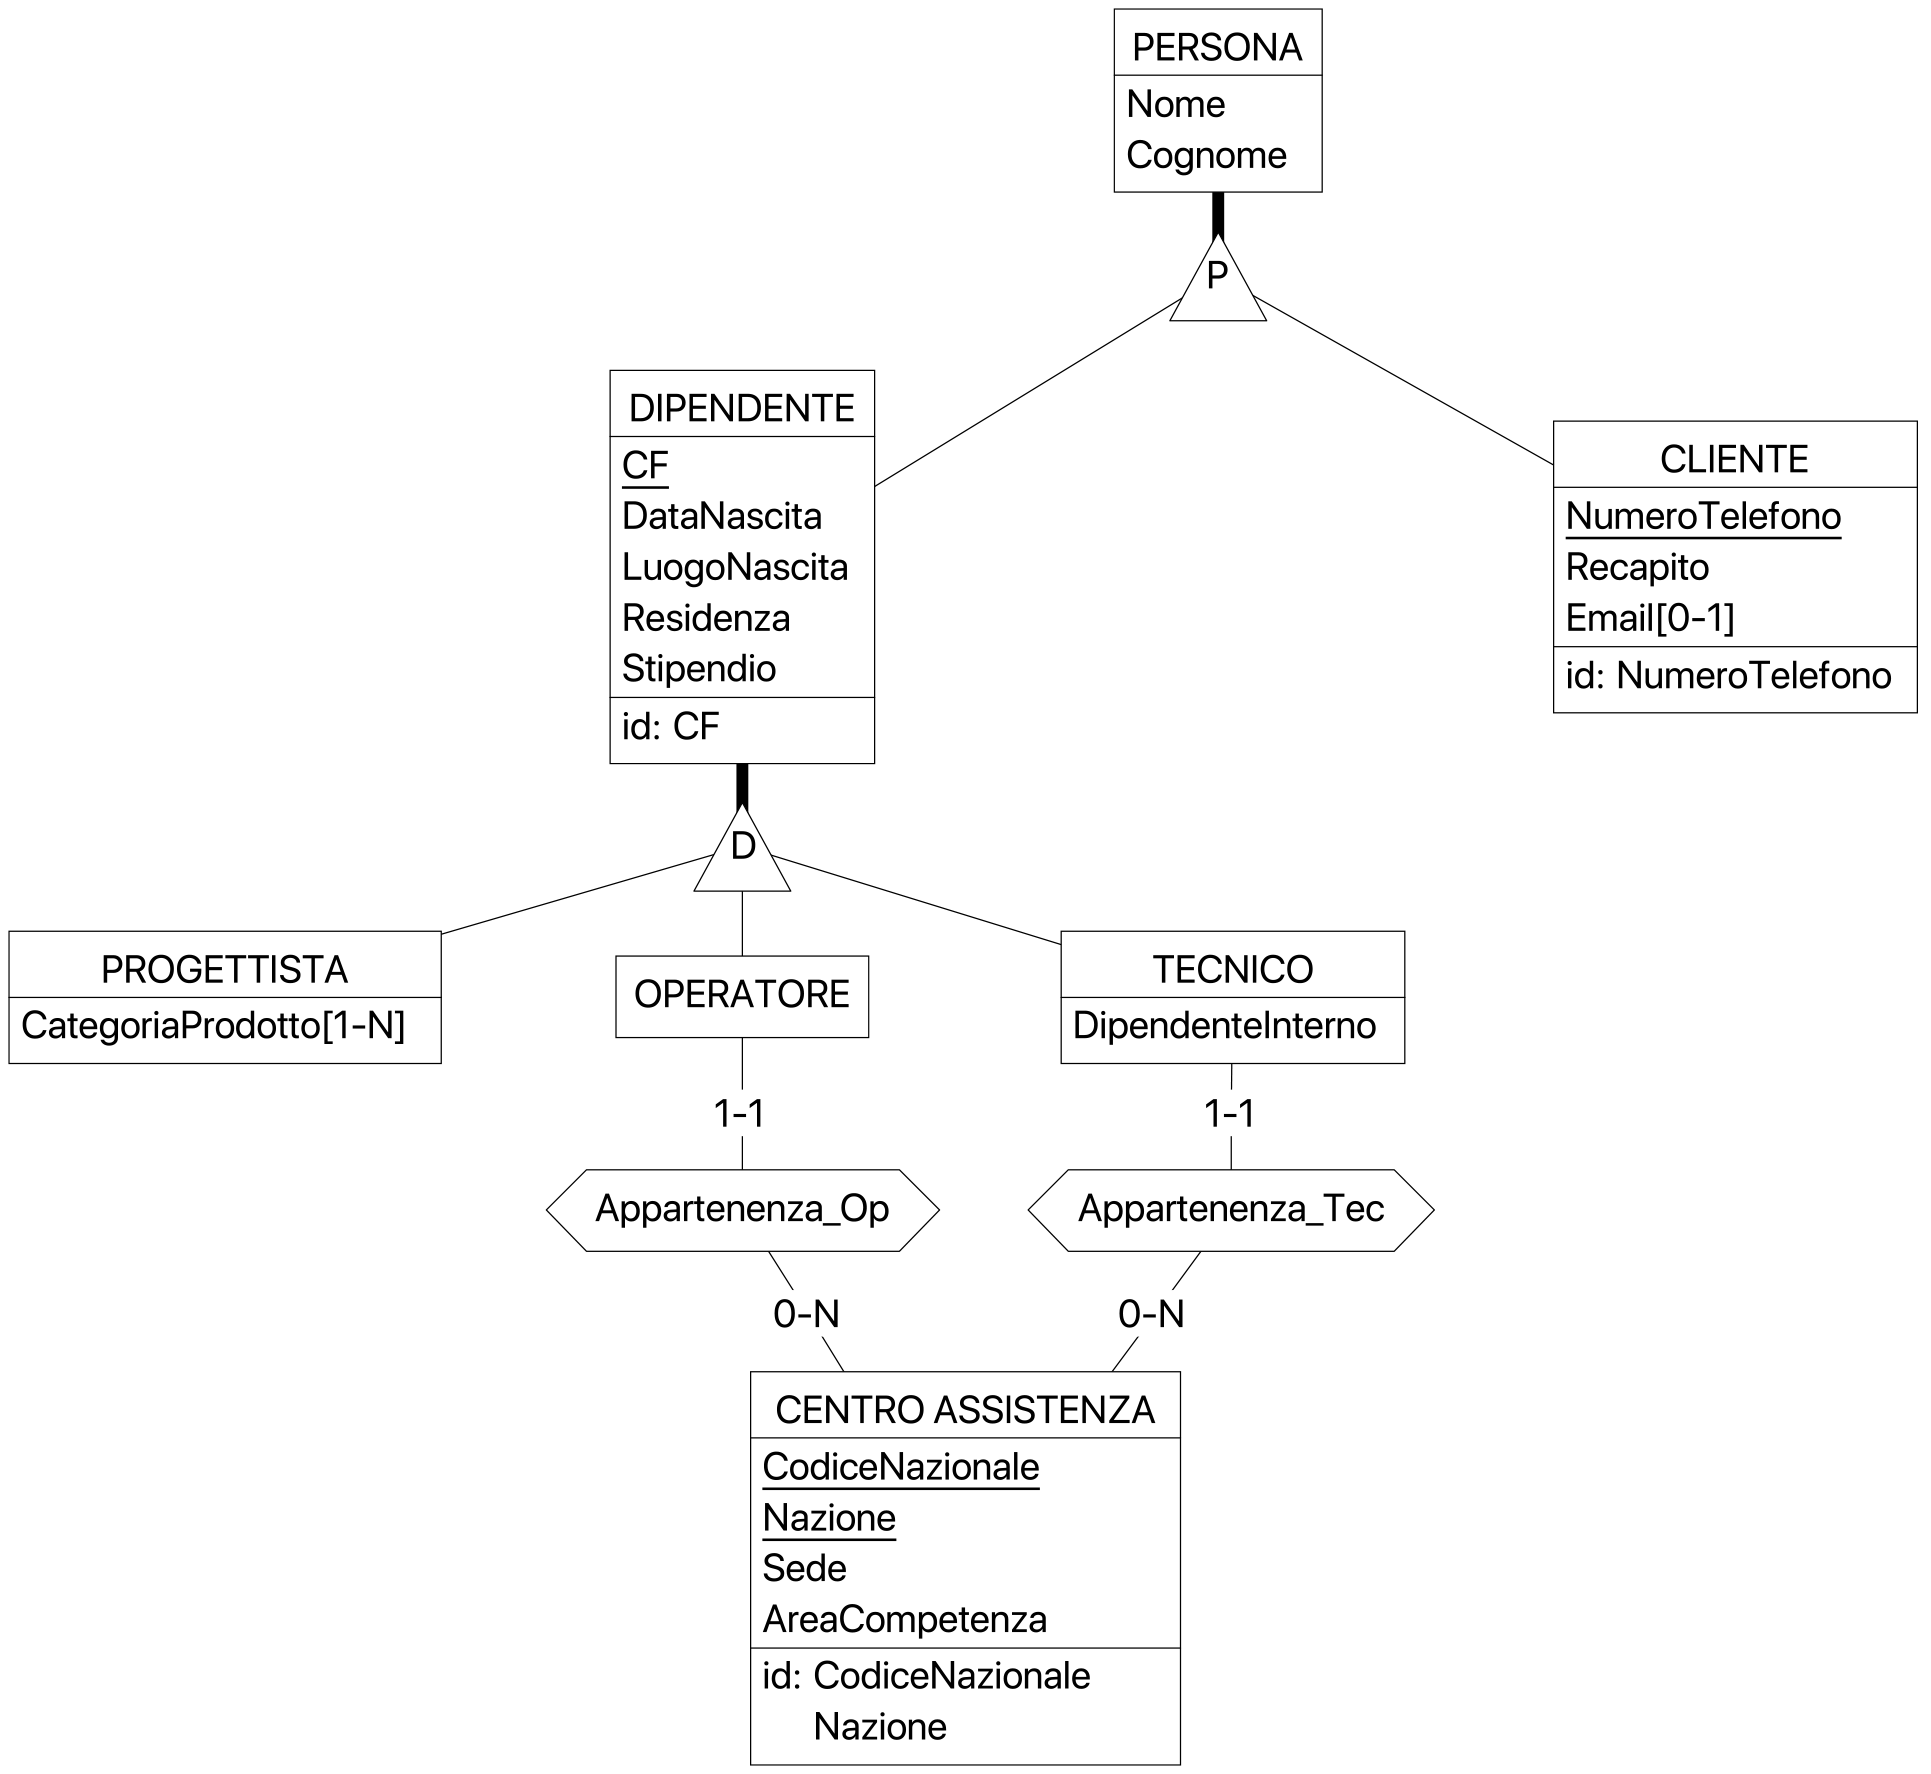 PERSONA
Nome
Cognome
P
DIPENDENTE
CF
DataNascita
LuogoNascita
Residenza
Stipendio
id: CF
CLIENTE
NumeroTelefono
Recapito
Email[0-1]
id: NumeroTelefono
D
PROGETTISTA
CategoriaProdotto[1-N]
OPERATORE
TECNICO
DipendenteInterno
1-1
1-1
Appartenenza_Op
Appartenenza_Tec
0-N
0-N
CENTRO ASSISTENZA
CodiceNazionale
Nazione
Sede
AreaCompetenza
id: CodiceNazionale
Nazione